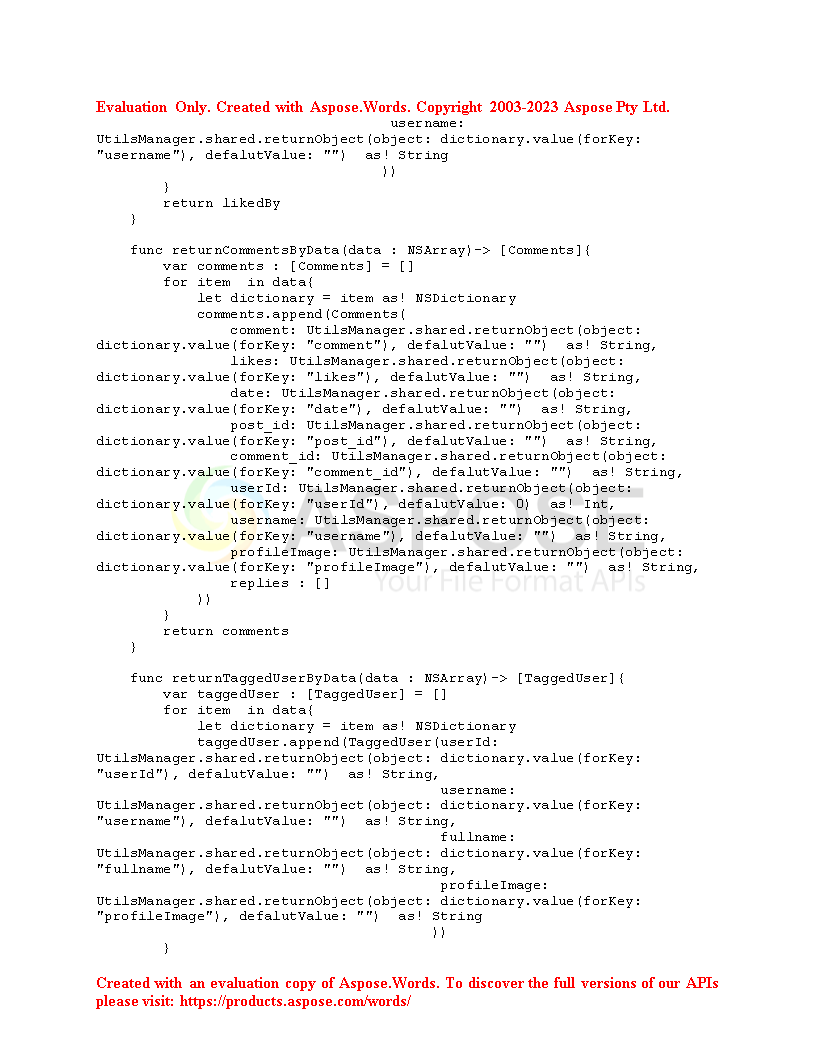 Evaluation Only. Created with Aspose.Words. Copyright 2003-2023 Aspose Pty Ltd.
username:
UtilsManager.shared.returnObject(object: dictionary.value(forKey:
"username"), defalutValue: "")  as! String
))
}
return likedBy
}
func returnCommentsByData(data : NSArray)-> [Comments]{
var comments : [Comments] = []
for item  in data{
let dictionary = item as! NSDictionary
comments.append(Comments(
comment: UtilsManager.shared.returnObject(object:
dictionary.value(forKey: "comment"), defalutValue: "")  as! String,
likes: UtilsManager.shared.returnObject(object:
dictionary.value(forKey: "likes"), defalutValue: "")  as! String,
date: UtilsManager.shared.returnObject(object:
dictionary.value(forKey: "date"), defalutValue: "")  as! String,
post_id: UtilsManager.shared.returnObject(object:
dictionary.value(forKey: "post_id"), defalutValue: "")  as! String,
comment_id: UtilsManager.shared.returnObject(object:
dictionary.value(forKey: "comment_id"), defalutValue: "")  as! String,
userId: UtilsManager.shared.returnObject(object:
dictionary.value(forKey: "userId"), defalutValue: 0)  as! Int,
username: UtilsManager.shared.returnObject(object:
dictionary.value(forKey: "username"), defalutValue: "")  as! String,
profileImage: UtilsManager.shared.returnObject(object:
dictionary.value(forKey: "profileImage"), defalutValue: "")  as! String,
replies : []
))
}
return comments
}
func returnTaggedUserByData(data : NSArray)-> [TaggedUser]{
var taggedUser : [TaggedUser] = []
for item  in data{
let dictionary = item as! NSDictionary
taggedUser.append(TaggedUser(userId:
UtilsManager.shared.returnObject(object: dictionary.value(forKey:
"userId"), defalutValue: "")  as! String,
username:
UtilsManager.shared.returnObject(object: dictionary.value(forKey:
"username"), defalutValue: "")  as! String,
fullname:
UtilsManager.shared.returnObject(object: dictionary.value(forKey:
"fullname"), defalutValue: "")  as! String,
profileImage:
UtilsManager.shared.returnObject(object: dictionary.value(forKey:
"profileImage"), defalutValue: "")  as! String
))
}
ASPOSE
Your File Format APIs
Created with an evaluation copy of Aspose.Words. To discover the full versions of our APIs
please visit: https://products.aspose.com/words/